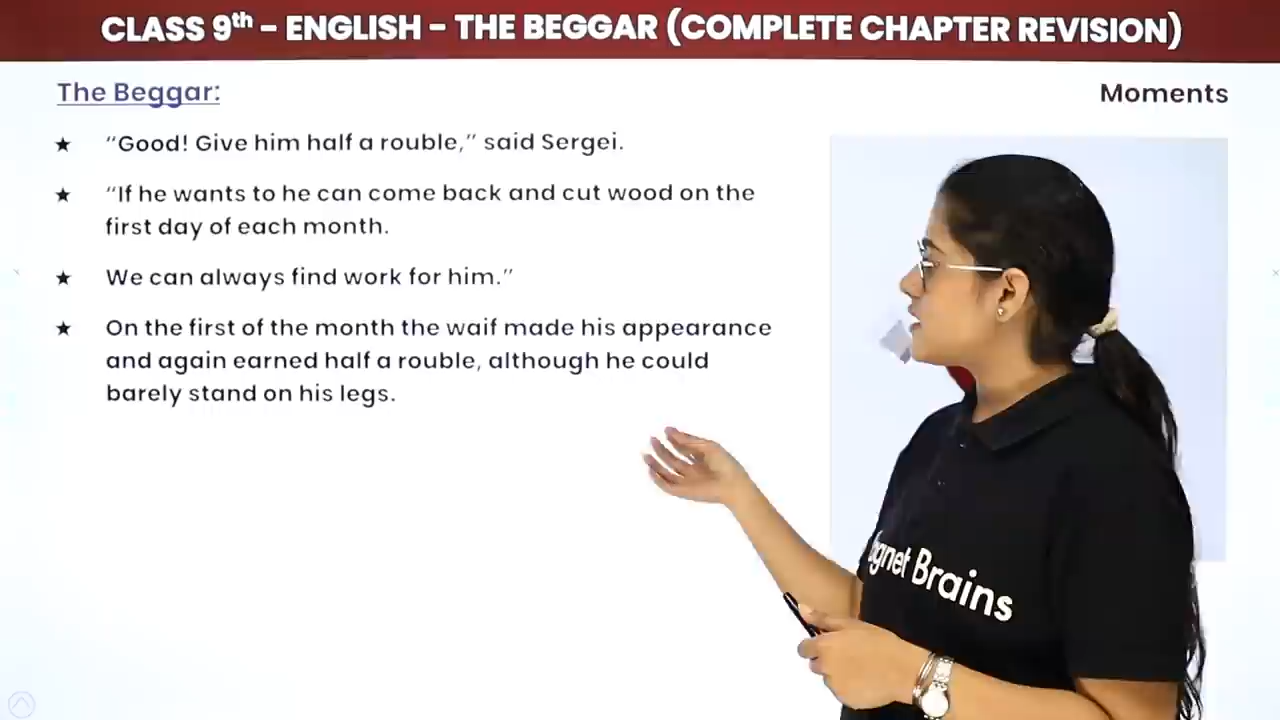 CLASS 9th – ENGLISH – THE BEGGAR (COMPLETE CHAPTER REVISION)
The Beggar:
Moments
★ “Good! Give him half a rouble,” said Sergei.
★ “If he wants to he can come back and cut wood on the
first day of each month.
★ We can always find work for him.”
★ On the first of the month the waif made his appearance
and again earned half a rouble, although he could
barely stand on his legs.
gnet Brains